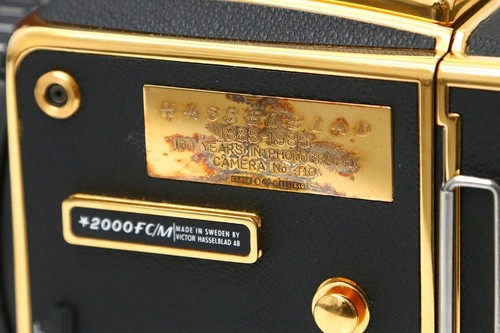 HASSELBLAD
1885-1985
100 YEARS IN PHOTOGRAPHY
CAMERA No
★2000FC/M
MADE IN SWEDEN BY
VICTOR HASSELBLAD AB